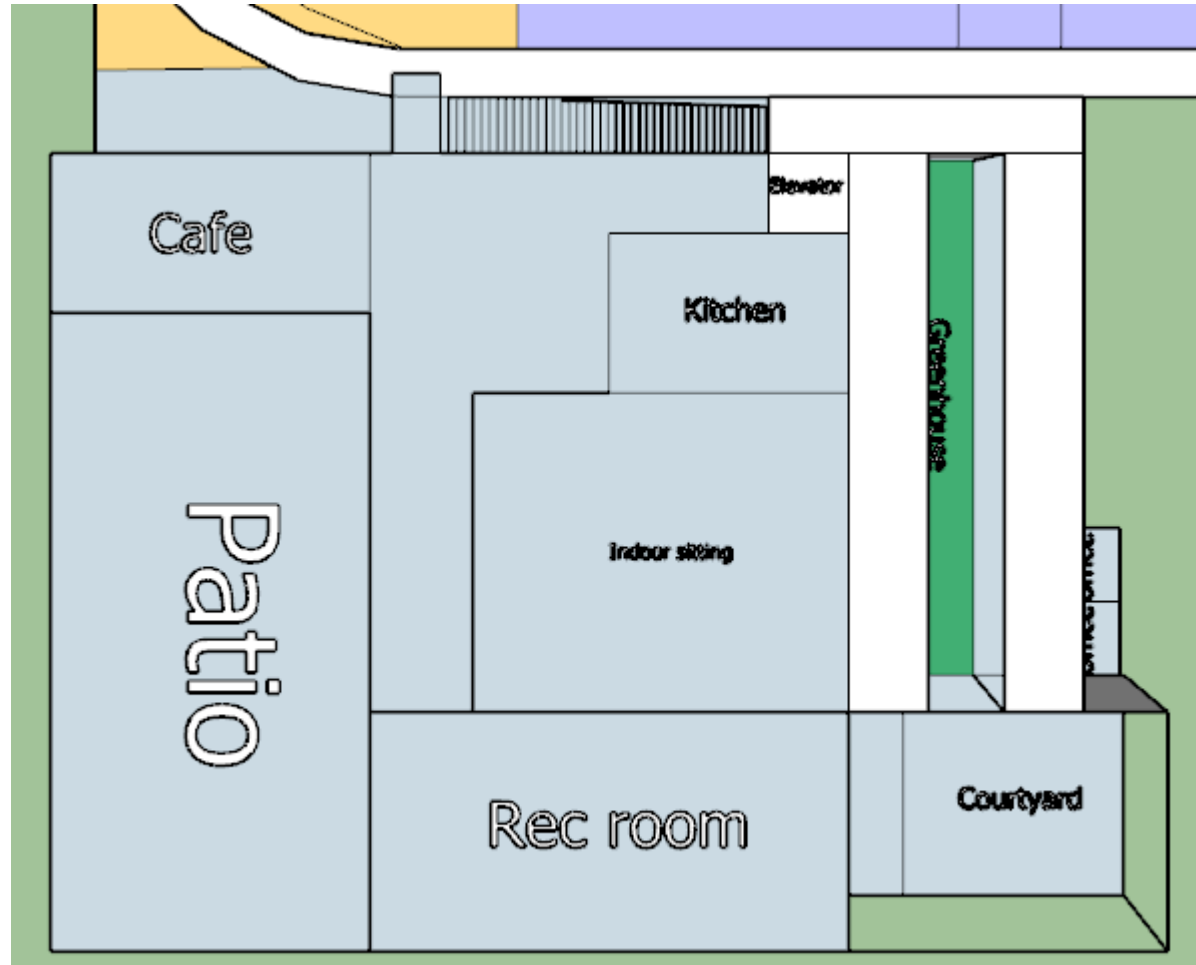 Cafe
Elevator
Kitchen
Greenhouse
Patio
Indoor sitting
Rec room
Courtyard